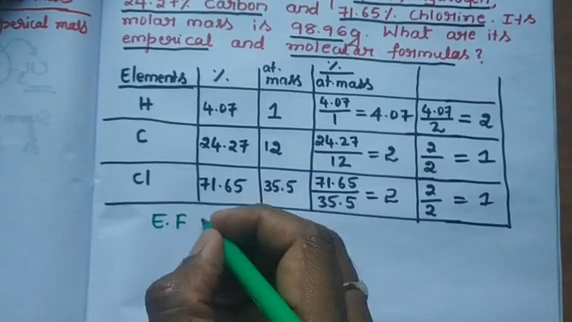 perical mass
24.27% Carbon and 71.65% Chlorine. Its
molar mass is 98.96g. What are its
emperical and molecular formulas?
Elements % at. mass %/at.mass
H 4.07 1 4.07/1 = 4.07 4.07/2 = 2
C 24.27 12 24.27/12 = 2 2/2 = 1
Cl 71.65 35.5 71.65/35.5 = 2 2/2 = 1
E.F